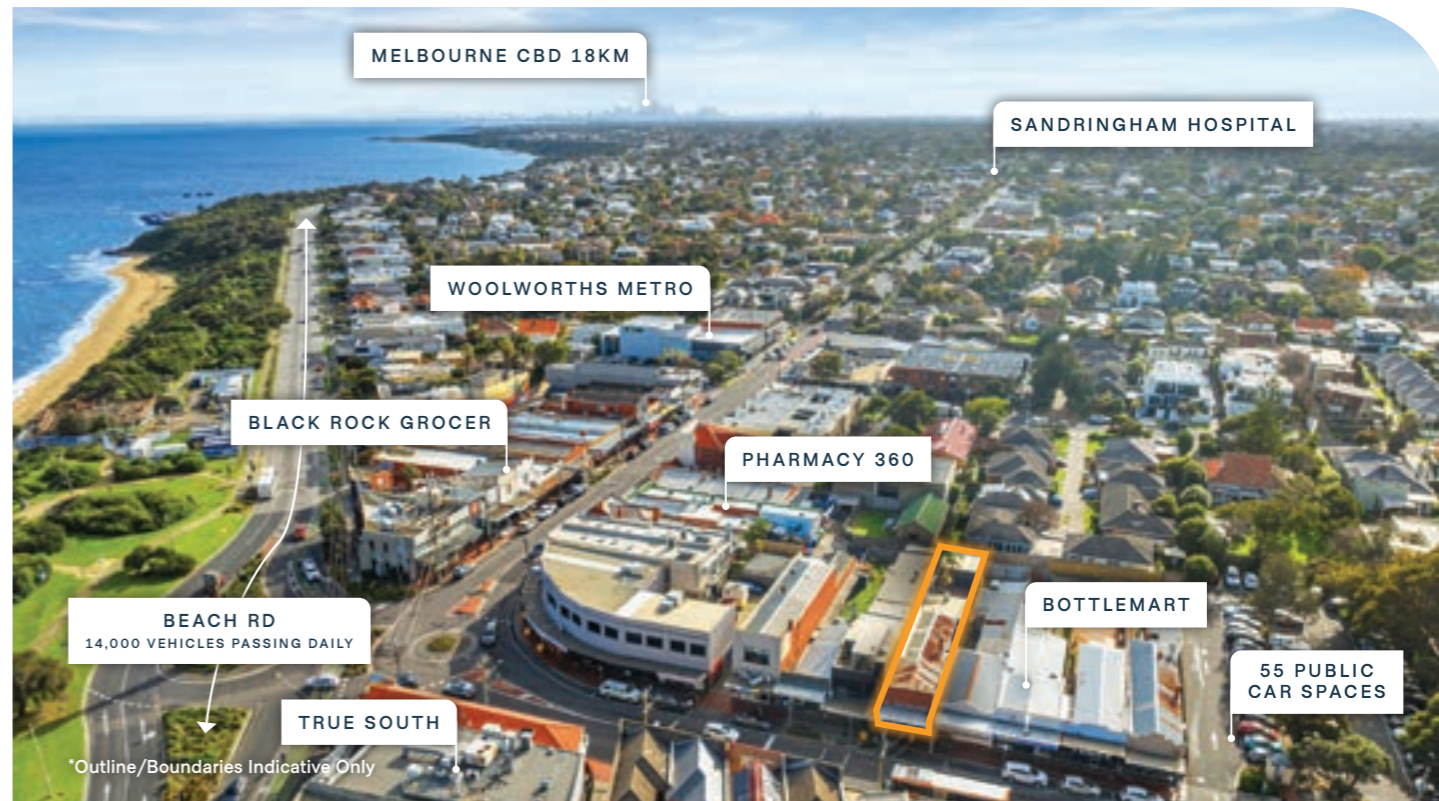 MELBOURNE CBD 18KM
SANDRINGHAM HOSPITAL
WOOLWORTHS METRO
BLACK ROCK GROCER
PHARMACY 360
BOTTLEMART
BEACH RD
14,000 VEHICLES PASSING DAILY
55 PUBLIC
CAR SPACES
TRUE SOUTH
*Outline/Boundaries Indicative Only